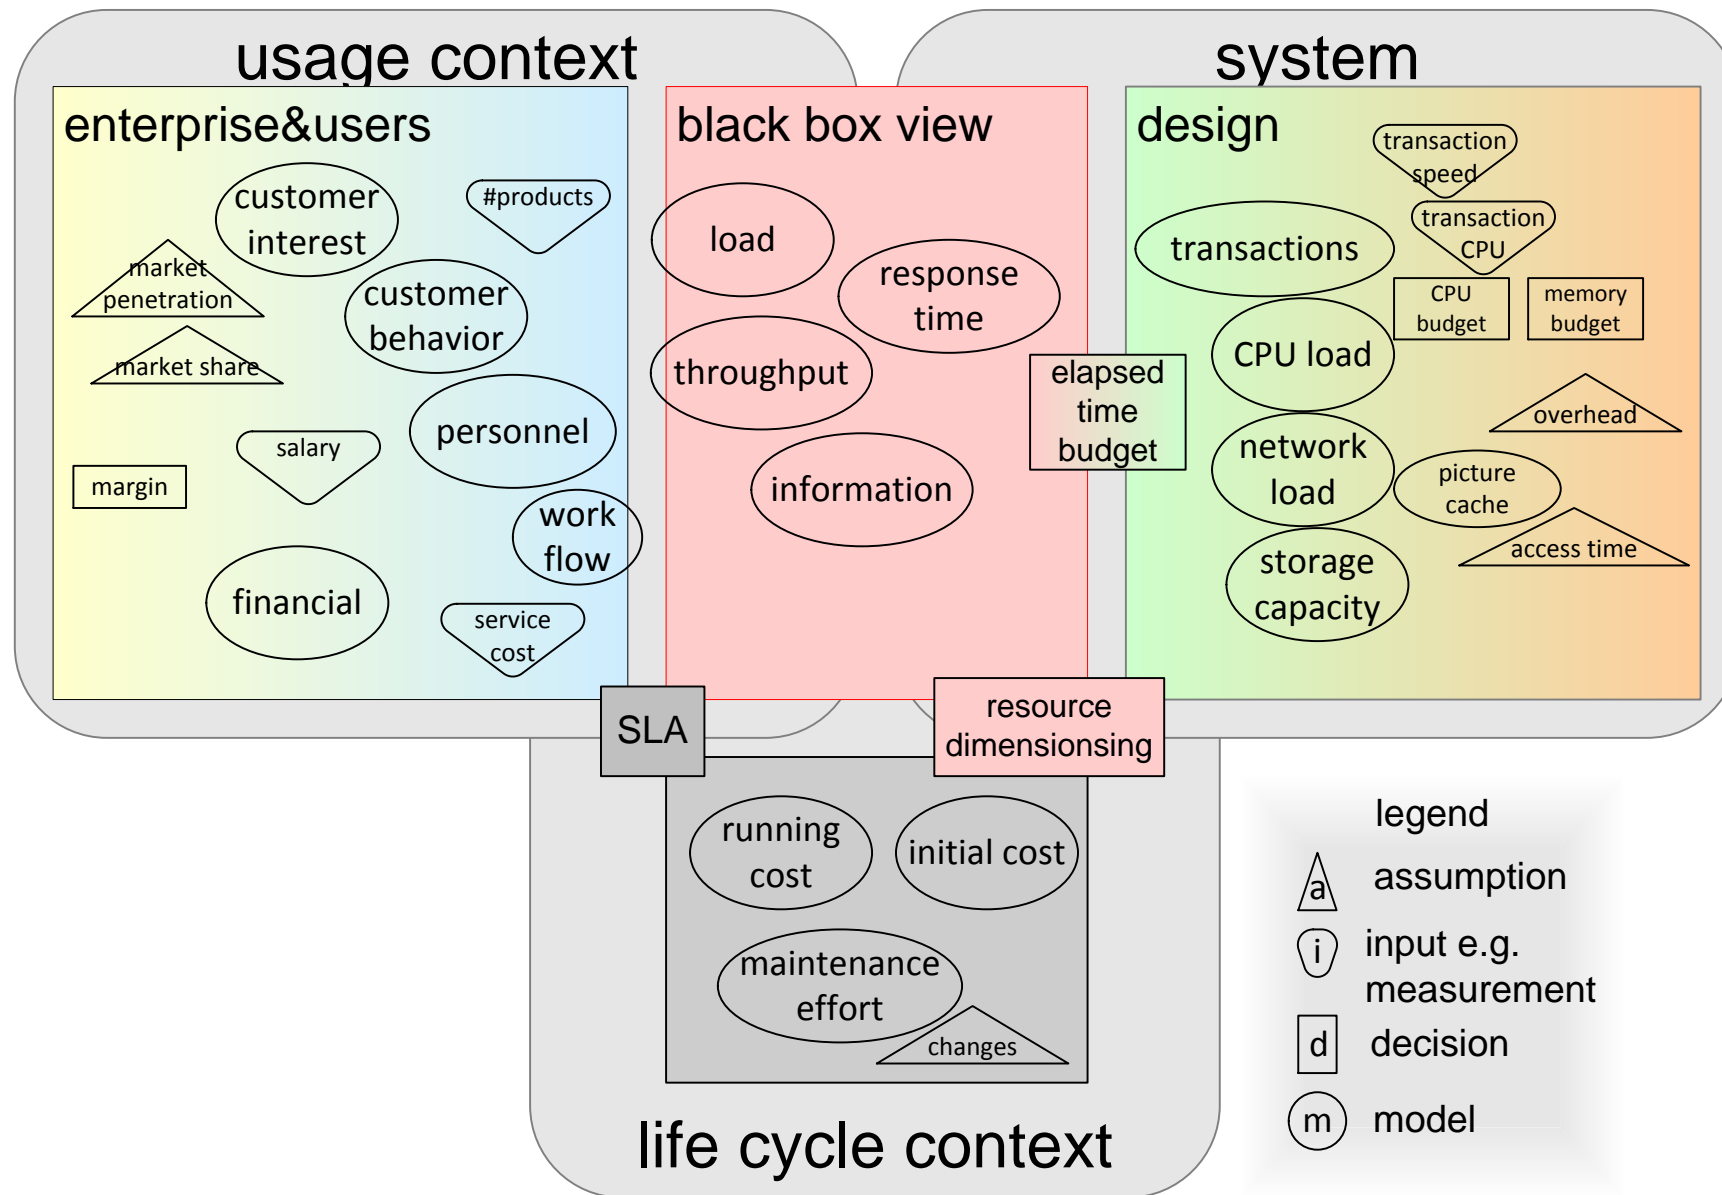 usage context
system
enterprise&users
black box view
design
customer
interest
#products
market
penetration
customer
behavior
market share
personnel
salary
margin
work
flow
financial
service
cost
load
response
time
throughput
information
elapsed
time
budget
transaction
speed
transaction
CPU
transactions
CPU
budget
memory
budget
CPU load
overhead
network
load
picture
cache
access time
storage
capacity
SLA
resource
dimensionsing
running
cost
initial cost
maintenance
effort
changes
life cycle context
legend
a assumption
i input e.g.
measurement
d decision
m model